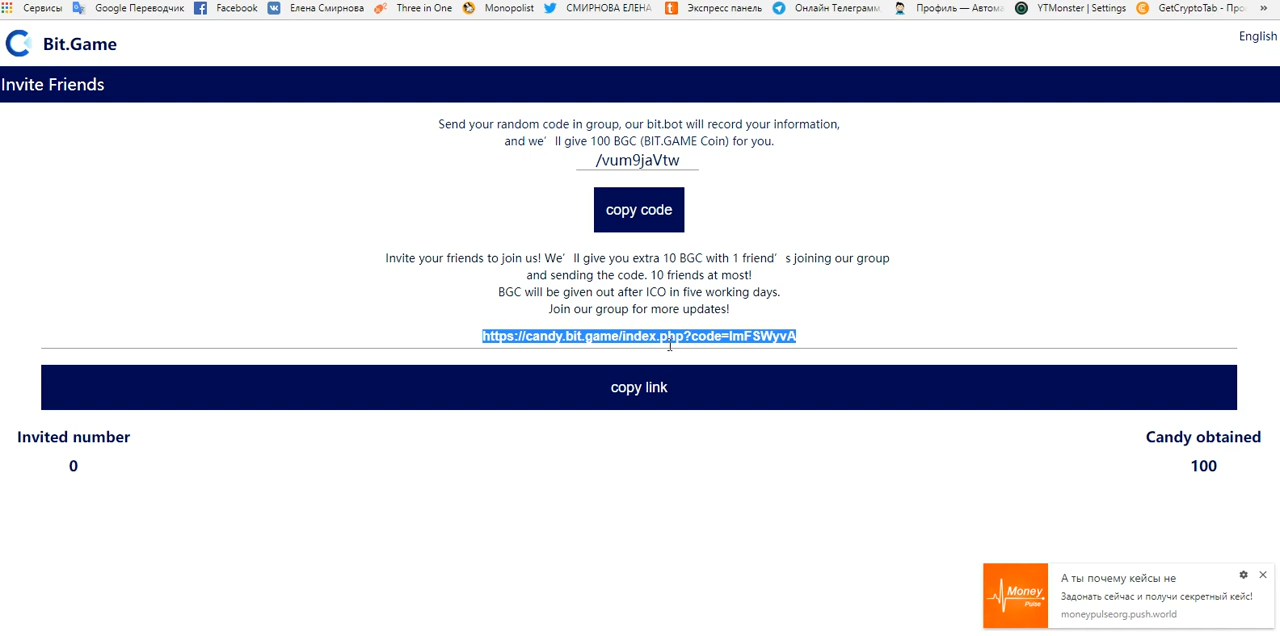 Сервисы Google Переводчик Facebook Елена Смирнова Three in One Monopolist СМИРНОВА ЕЛЕНА Экспресс панель Онлайн Телеграмм Профиль — Автома YTMonster | Settings GetCryptoTab - Про »
Bit.Game
English
Invite Friends
Send your random code in group, our bit.bot will record your information,
and we’ ll give 100 BGC (BIT.GAME Coin) for you.
/vum9jaVtw
copy code
Invite your friends to join us! We’ ll give you extra 10 BGC with 1 friend’ s joining our group
and sending the code. 10 friends at most!
BGC will be given out after ICO in five working days.
Join our group for more updates!
https://candy.bit.game/index.php?code=lmFSWyvA
copy link
Invited number
Candy obtained
0
100
Money
Pulse
А ты почему кейсы не
Задонать сейчас и получи секретный кейс!
moneypulseorg.push.world